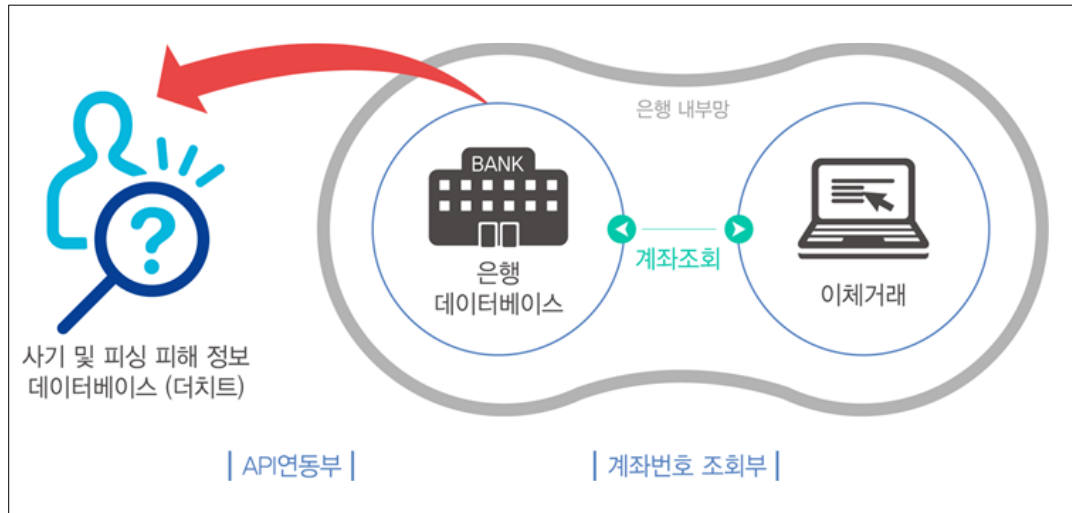 은행 내부망
BANK
은행
데이터베이스
계좌조회
이체거래
?
사기 및 피싱 피해 정보
데이터베이스 (더치트)
| API연동부 |
| 계좌번호 조회부 |